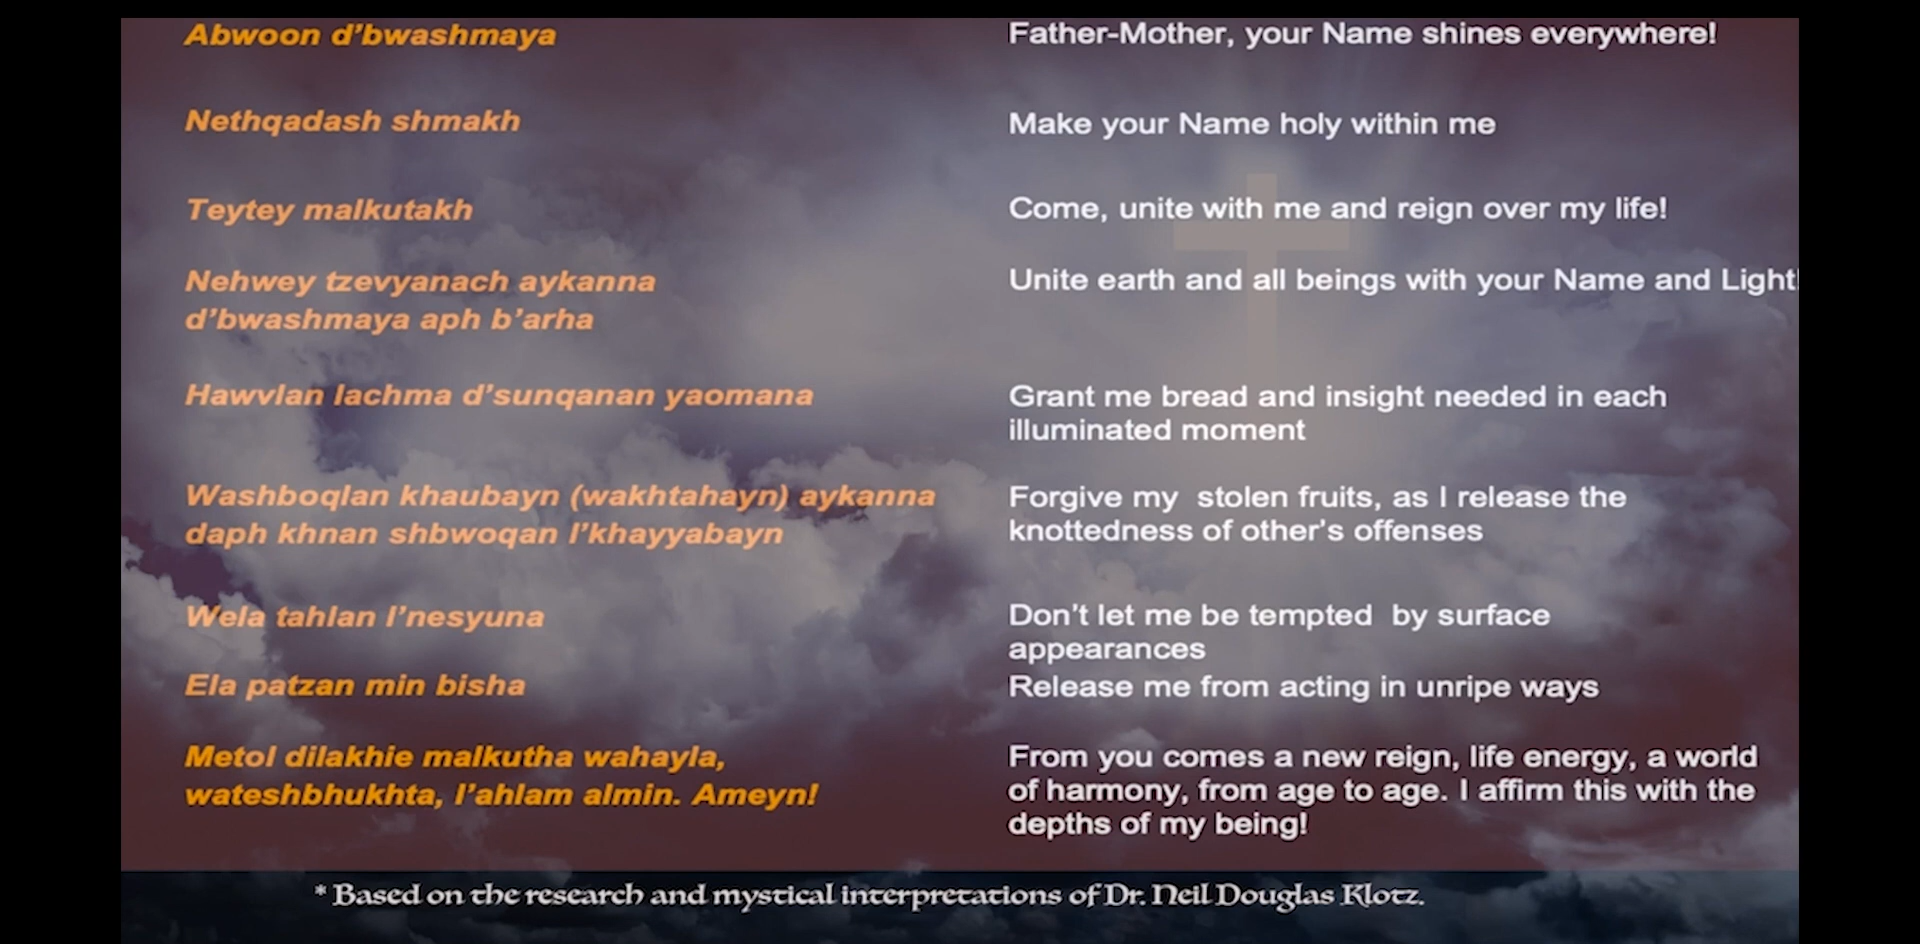 Abwoon d’bwashmaya
Father-Mother, your Name shines everywhere!
Nethqadash shmakh
Make your Name holy within me
Teytey malkutakh
Come, unite with me and reign over my life!
Nehwey tzevyanach aykanna
d’bwashmaya aph b’arha
Unite earth and all beings with your Name and Light!
Hawvlan lachma d’sunqanan yaomana
Grant me bread and insight needed in each
illuminated moment
Washboqlan khaubayn (wakhtahayn) aykanna
daph khnan shbwoqan l’khayyabayn
Forgive my  stolen fruits, as I release the
knottedness of other's offenses
Wela tahlan l’nesyuna
Don't let me be tempted  by surface
appearances
Ela patzan min bisha
Release me from acting in unripe ways
Metol dilakhie malkutha wahayla,
wateshbhukhta, l’ahlam almin. Ameyn!
From you comes a new reign, life energy, a world
of harmony, from age to age. I affirm this with the
depths of my being!
* Based on the research and mystical interpretations of Dr. Neil Douglas Klotz.